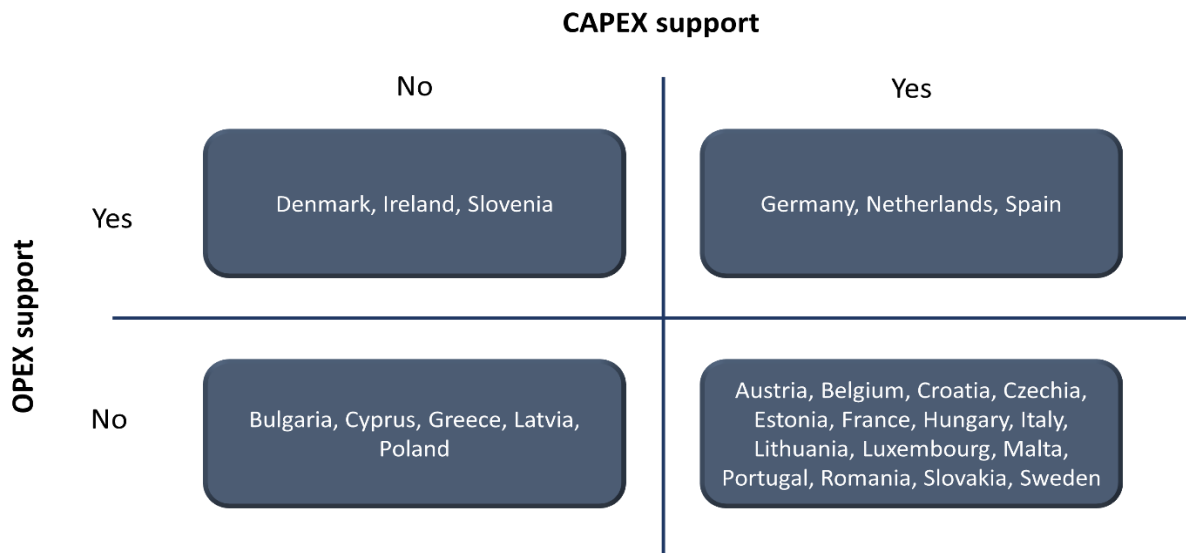 CAPEX support
No
Yes
OPEX support
Yes
Denmark, Ireland, Slovenia
Germany, Netherlands, Spain
No
Bulgaria, Cyprus, Greece, Latvia,
Poland
Austria, Belgium, Croatia, Czechia,
Estonia, France, Hungary, Italy,
Lithuania, Luxembourg, Malta,
Portugal, Romania, Slovakia, Sweden